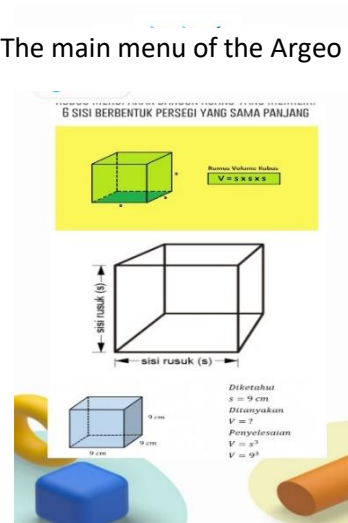 The main menu of the Argeo
6 SISI BERBENTUK PERSEGI YANG SAMA PANJANG
Rumus Volume Kubus
V = s x s x s
s
s
s
sisi rusuk (s)
sisi rusuk (s)
Diketahui
s = 9 cm
Ditanyakan
V = ?
Penyelesaian
V = s³
V = 9³
9 cm
9 cm
9 cm